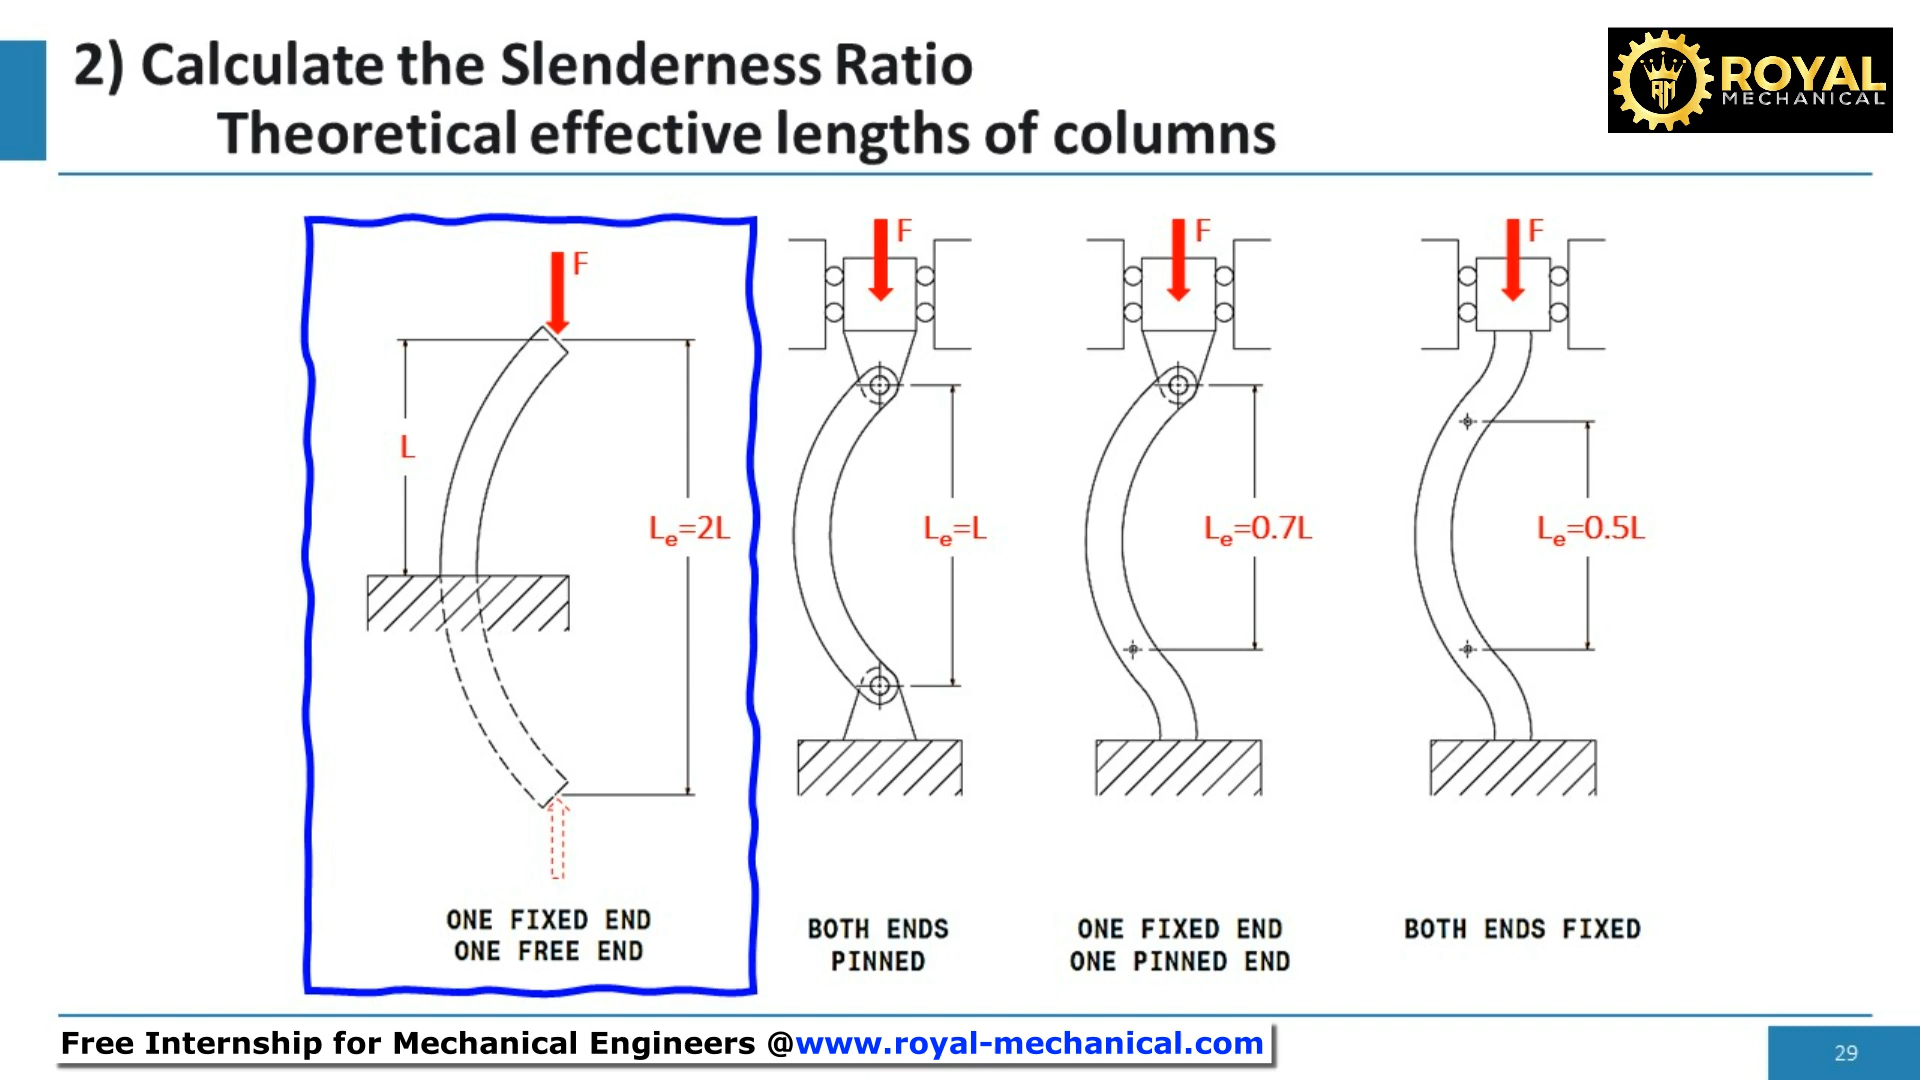 2) Calculate the Slenderness Ratio
Theoretical effective lengths of columns
ROYAL
MECHANICAL
RM
F
F
F
F
L
Le=2L
Le=L
Le=0.7L
Le=0.5L
ONE FIXED END
ONE FREE END
BOTH ENDS
PINNED
ONE FIXED END
ONE PINNED END
BOTH ENDS FIXED
Free Internship for Mechanical Engineers @www.royal-mechanical.com
29